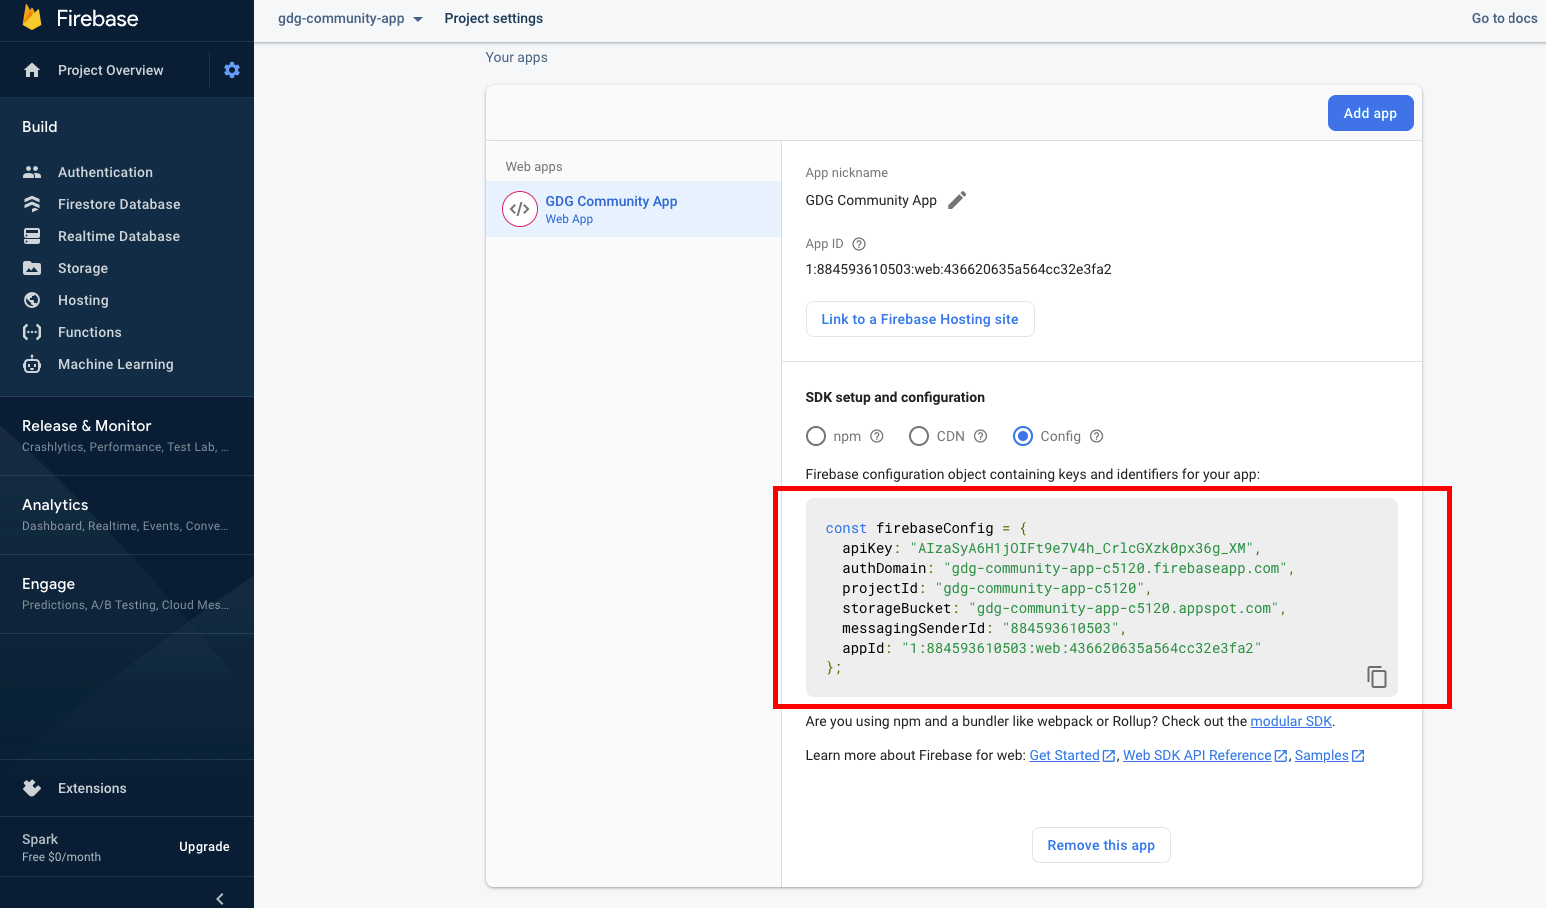 Firebase
gdg-community-app
Project settings
Go to docs
Project Overview
Build
Authentication
Firestore Database
Realtime Database
Storage
Hosting
Functions
Machine Learning
Release & Monitor
Crashlytics, Performance, Test Lab, ...
Analytics
Dashboard, Realtime, Events, Conve...
Engage
Predictions, A/B Testing, Cloud Mes...
Extensions
Spark
Free $0/month
Upgrade
Your apps
Add app
Web apps
GDG Community App
Web App
App nickname
GDG Community App
App ID
1:884593610503:web:436620635a564cc32e3fa2
Link to a Firebase Hosting site
SDK setup and configuration
npm
CDN
Config
Firebase configuration object containing keys and identifiers for your app:
const firebaseConfig = {
apiKey: "AIzaSyA6H1jOIFt9e7V4h_CrlcGXzk0px36g_XM",
authDomain: "gdg-community-app-c5120.firebaseapp.com",
projectId: "gdg-community-app-c5120",
storageBucket: "gdg-community-app-c5120.appspot.com",
messagingSenderId: "884593610503",
appId: "1:884593610503:web:436620635a564cc32e3fa2"
};
Are you using npm and a bundler like webpack or Rollup? Check out the modular SDK.
Learn more about Firebase for web: Get Started, Web SDK API Reference, Samples
Remove this app